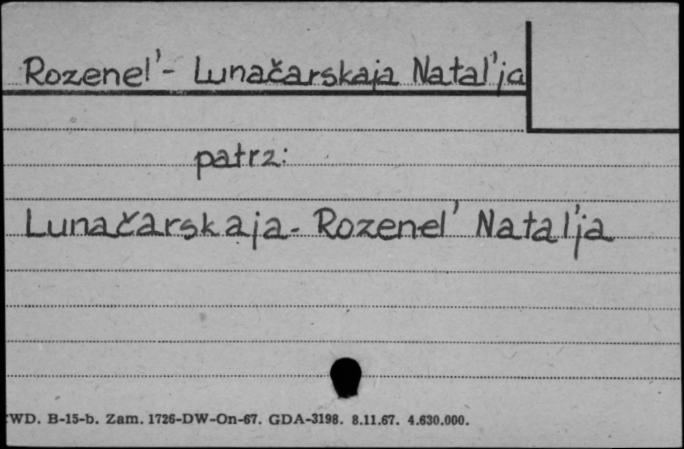 Rozenel'- Lunačarskaja Natal'ja
patrz:
Lunačarskaja- Rozenel' Natal'ja
WD. B-15-b. Zam. 1726-DW-On-67. GDA-3198. 8.11.67. 4.630.000.